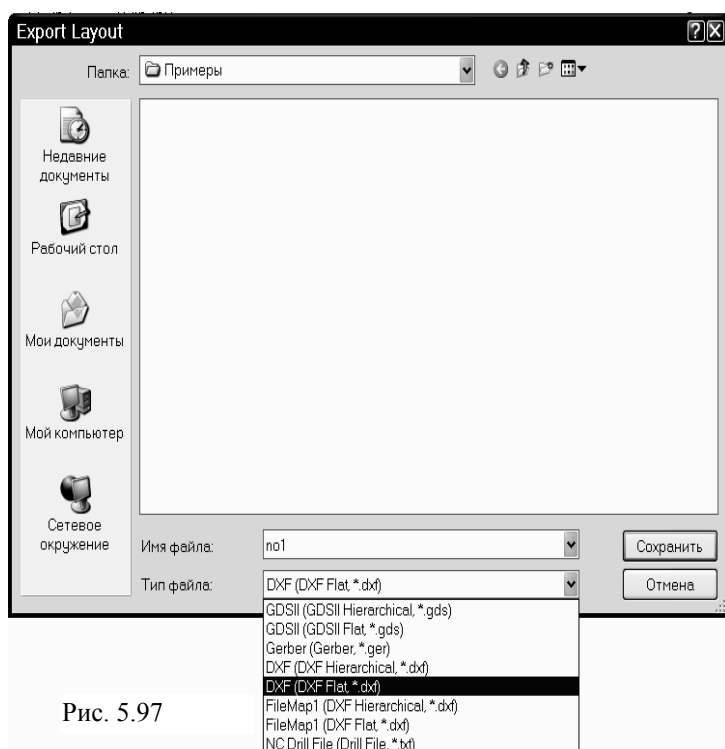 Export Layout
Папка: Примеры
Недавние
документы
Рабочий стол
Мои документы
Мой компьютер
Сетевое
окружение
Имя файла: no1 Сохранить
Тип файла: DXF (DXF Flat, *.dxf) Отмена
GDSII (GDSII Hierarchical, *.gds)
GDSII (GDSII Flat, *.gds)
Gerber (Gerber, *.ger)
DXF (DXF Hierarchical, *.dxf)
DXF (DXF Flat, *.dxf)
FileMap1 (DXF Hierarchical, *.dxf)
FileMap1 (DXF Flat, *.dxf)
NC Drill File (Drill File, *.txt)
Рис. 5.97